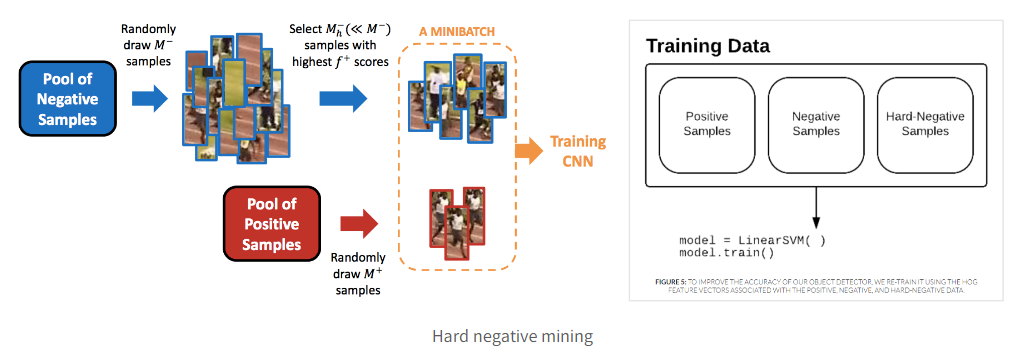 Pool of
Negative
Samples
Randomly
draw M⁻
samples
Select Mₕ⁻(≪ M⁻)
samples with
highest f⁺ scores
A MINIBATCH
Training
CNN
Pool of
Positive
Samples
Randomly
draw M⁺
samples
Training Data
Positive
Samples
Negative
Samples
Hard-Negative
Samples
model = LinearSVM( )
model.train()
FIGURE 5: TO IMPROVE THE ACCURACY OF OUR OBJECT DETECTOR, WE RE-TRAIN IT USING THE HOG
FEATURE VECTORS ASSOCIATED WITH THE POSITIVE, NEGATIVE, AND HARD-NEGATIVE DATA.
Hard negative mining